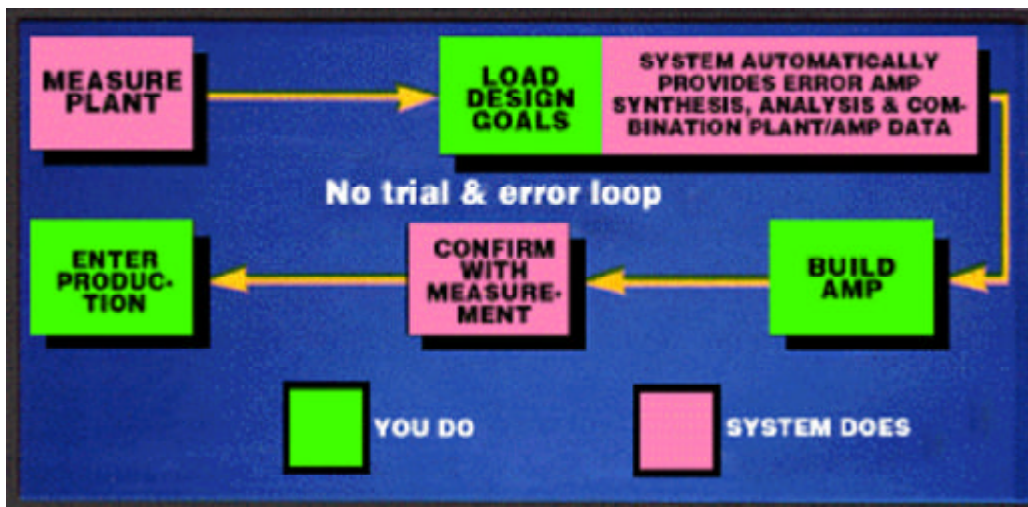 MEASURE
PLANT
LOAD
DESIGN
GOALS
SYSTEM AUTOMATICALLY
PROVIDES ERROR AMP
SYNTHESIS, ANALYSIS & COM-
BINATION PLANT/AMP DATA
No trial & error loop
ENTER
PRODUC-
TION
CONFIRM
WITH
MEASURE-
MENT
BUILD
AMP
YOU DO
SYSTEM DOES